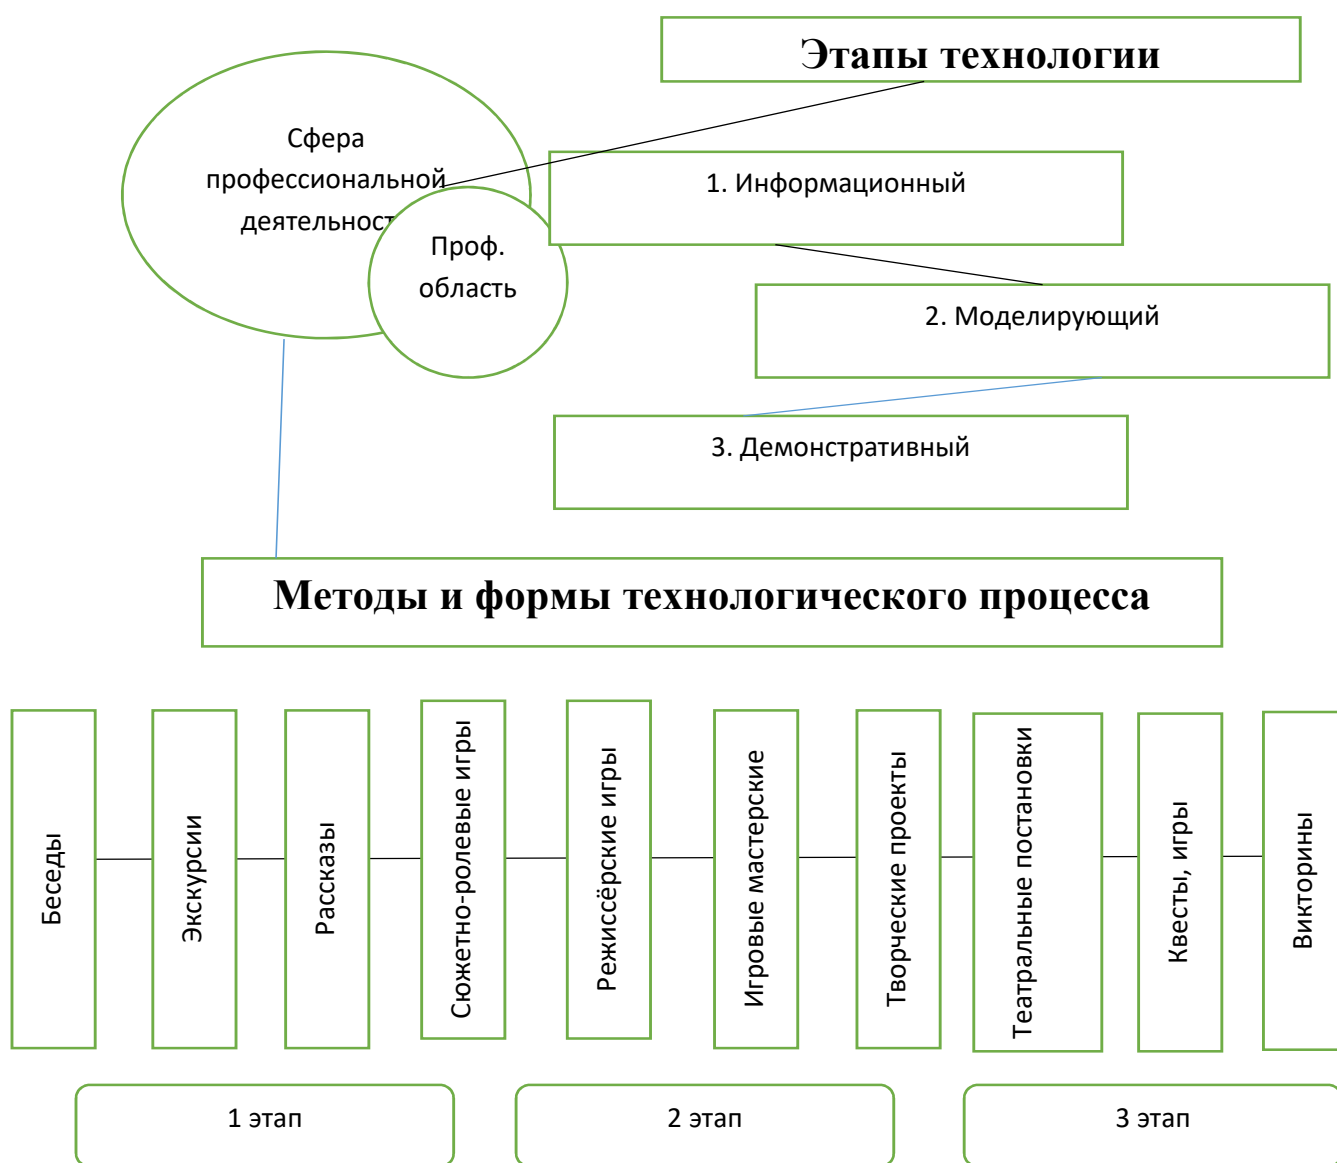 Этапы технологии
Сфера
профессиональной
деятельност
Проф.
область
1. Информационный
2. Моделирующий
3. Демонстративный
Методы и формы технологического процесса
Беседы
Экскурсии
Рассказы
Сюжетно-ролевые игры
Режиссёрские игры
Игровые мастерские
Творческие проекты
Театральные постановки
Квесты, игры
Викторины
1 этап
2 этап
3 этап